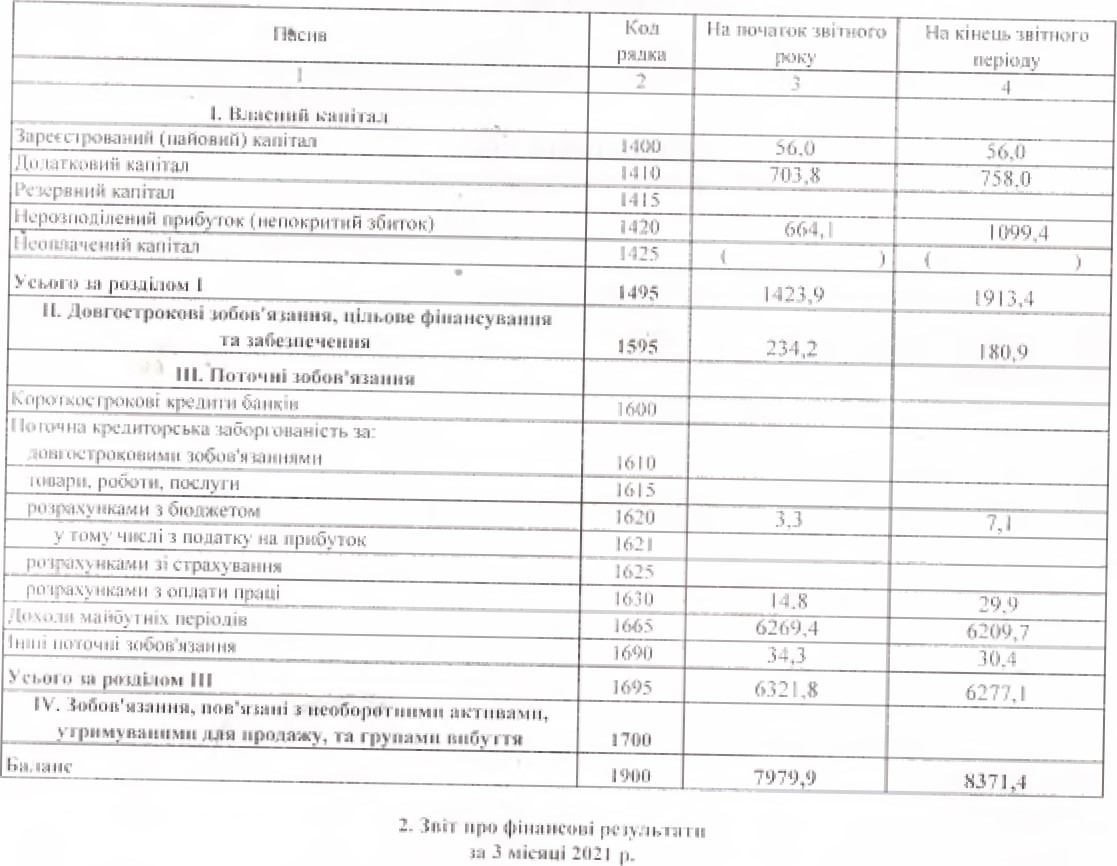 Пасив Код рядка На початок звітного року На кінець звітного періоду
1 2 3 4
І. Власний капітал
Зареєстрований (пайовий) капітал 1400 56,0 56,0
Додатковий капітал 1410 703,8 758,0
Резервний капітал 1415
Нерозподілений прибуток (непокритий збиток) 1420 664,1 1099,4
Неоплачений капітал 1425 ( ) ( )
Усього за розділом І 1495 1423,9 1913,4
ІІ. Довгострокові зобов'язання, цільове фінансування
та забезпечення 1595 234,2 180,9
ІІІ. Поточні зобов'язання
Короткострокові кредити банків 1600
Поточна кредиторська заборгованість за:
довгостроковими зобов'язаннями 1610
товари, роботи, послуги 1615
розрахунками з бюджетом 1620 3,3 7,1
у тому числі з податку на прибуток 1621
розрахунками зі страхування 1625
розрахунками з оплати праці 1630 14,8 29,9
Доходи майбутніх періодів 1665 6269,4 6209,7
Інші поточні зобов'язання 1690 34,3 30,4
Усього за розділом ІІІ 1695 6321,8 6277,1
ІV. Зобов'язання, пов'язані з необоротними активами,
утримуваними для продажу, та групами вибуття 1700
Баланс 1900 7979,9 8371,4
2. Звіт про фінансові результати
за 3 місяці 2021 р.